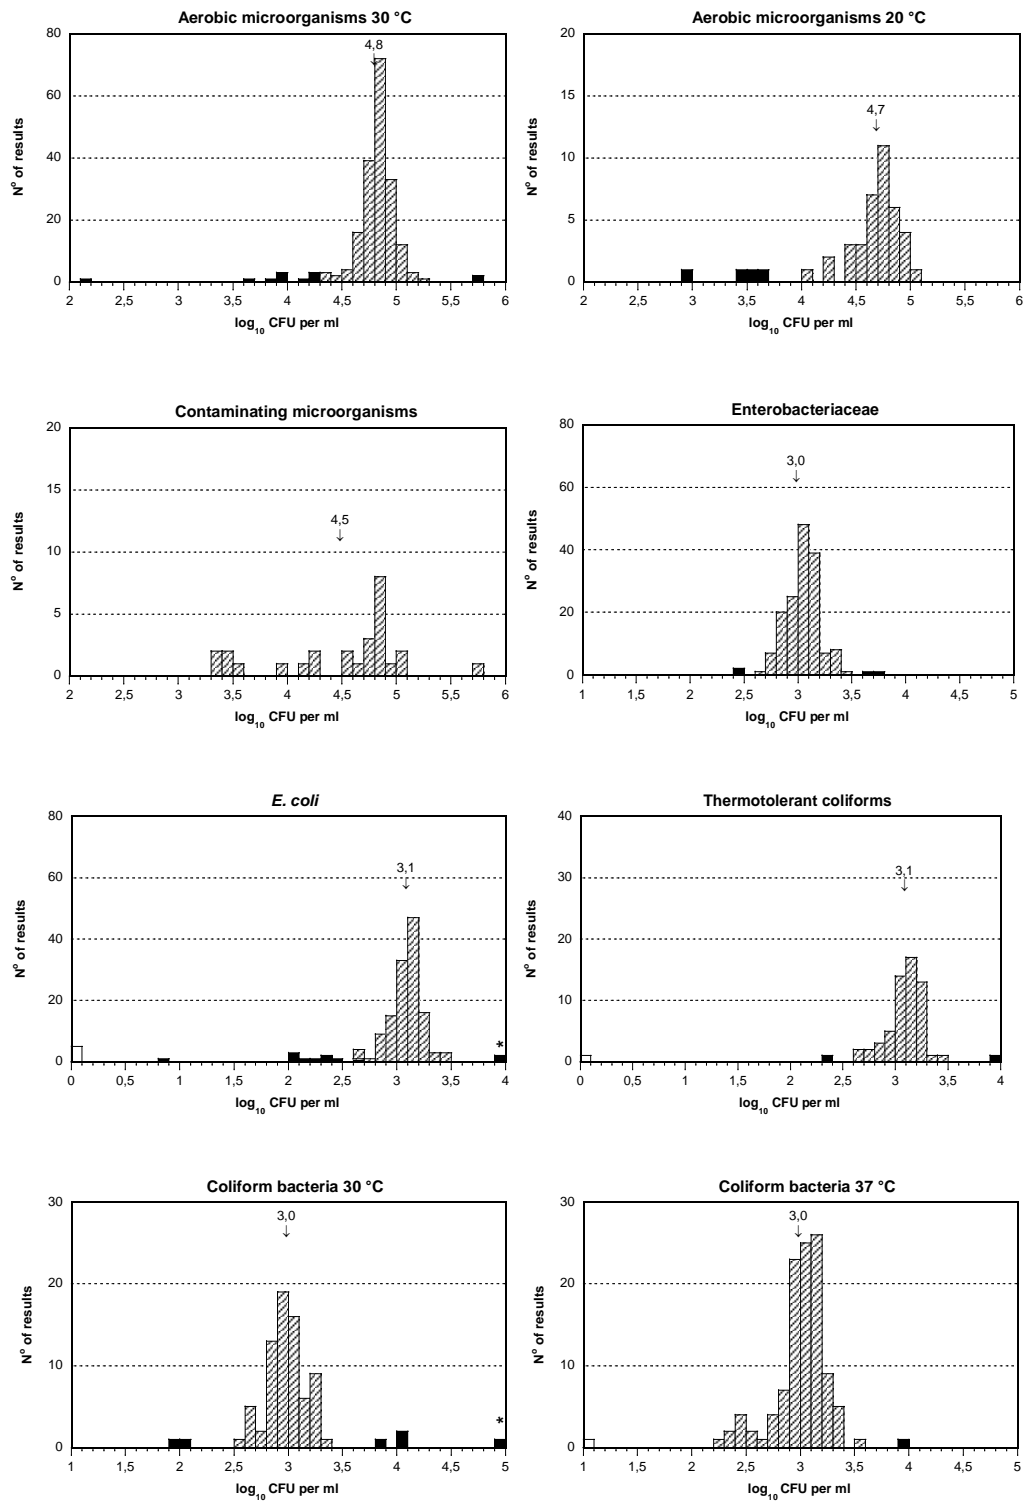 Aerobic microorganisms 30 °C
80
60
40
20
0
N° of results
4,8
↓
2 2,5 3 3,5 4 4,5 5 5,5 6
log10 CFU per ml
Aerobic microorganisms 20 °C
20
15
10
5
0
N° of results
4,7
↓
2 2,5 3 3,5 4 4,5 5 5,5 6
log10 CFU per ml
Contaminating microorganisms
20
15
10
5
0
N° of results
4,5
↓
2 2,5 3 3,5 4 4,5 5 5,5 6
log10 CFU per ml
Enterobacteriaceae
80
60
40
20
0
N° of results
3,0
↓
1 1,5 2 2,5 3 3,5 4 4,5 5
log10 CFU per ml
E. coli
80
60
40
20
0
N° of results
3,1
↓
*
0 0,5 1 1,5 2 2,5 3 3,5 4
log10 CFU per ml
Thermotolerant coliforms
40
30
20
10
0
N° of results
3,1
↓
0 0,5 1 1,5 2 2,5 3 3,5 4
log10 CFU per ml
Coliform bacteria 30 °C
30
20
10
0
N° of results
3,0
↓
*
1 1,5 2 2,5 3 3,5 4 4,5 5
log10 CFU per ml
Coliform bacteria 37 °C
30
20
10
0
N° of results
3,0
↓
1 1,5 2 2,5 3 3,5 4 4,5 5
log10 CFU per ml